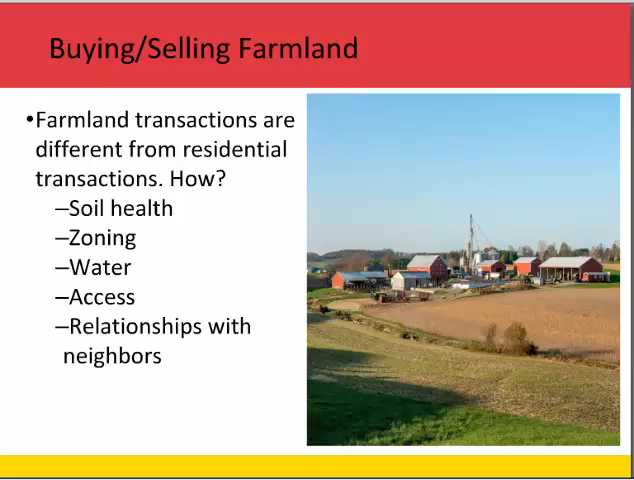 Buying/Selling Farmland
•Farmland transactions are
different from residential
transactions. How?
–Soil health
–Zoning
–Water
–Access
–Relationships with
neighbors